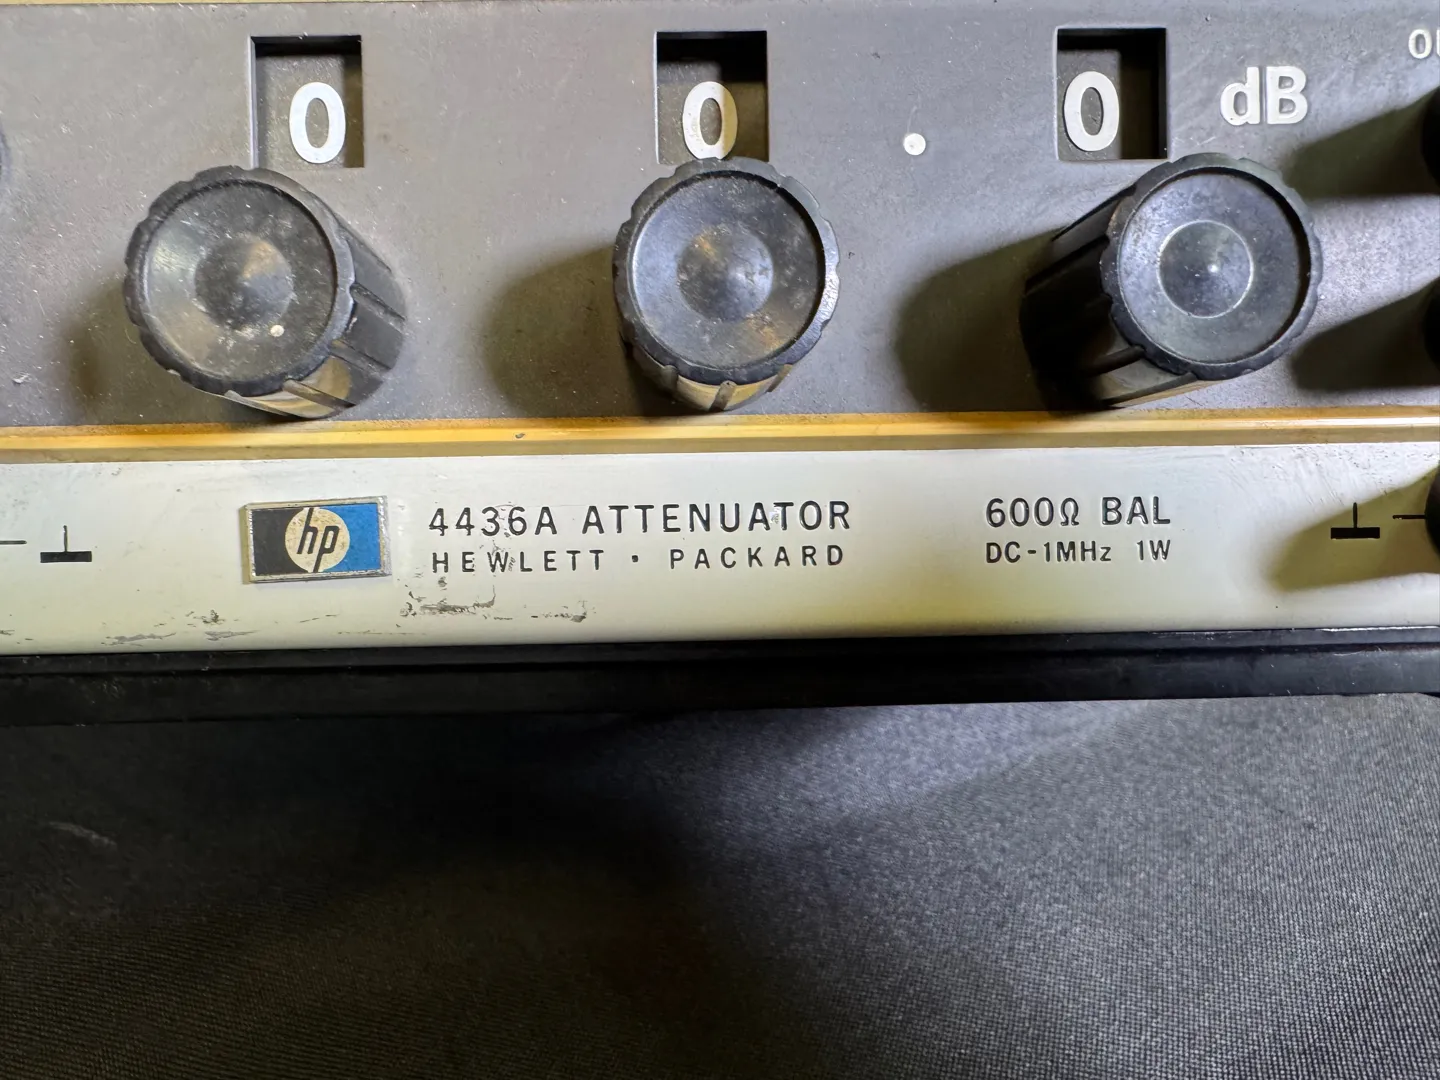 0 0 . 0 dB
hp
4436A ATTENUATOR
HEWLETT · PACKARD
600Ω BAL
DC-1MHz 1W